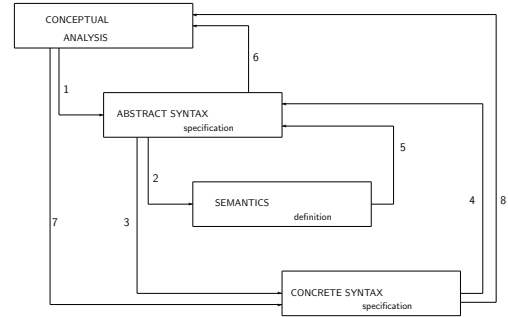 CONCEPTUAL
ANALYSIS
6
1
ABSTRACT SYNTAX
specification
5
2
SEMANTICS
definition
4
8
7
3
CONCRETE SYNTAX
specification